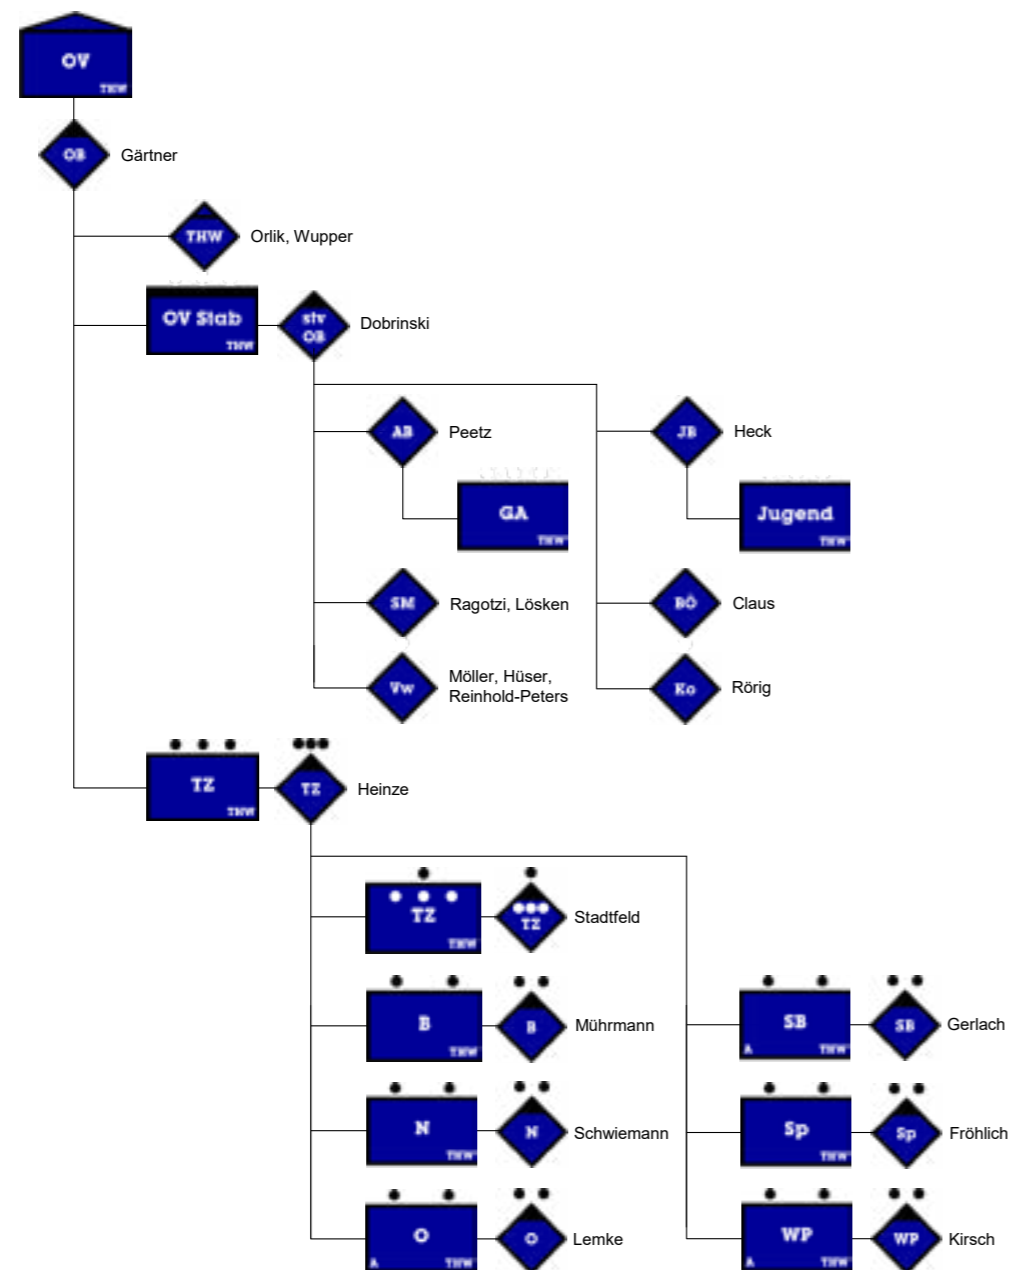 OV
THW
OB
Gärtner
THW
Orlik, Wupper
OV Stab
THW
stv
OB
Dobrinski
AB
Peetz
JB
Heck
GA
THW
Jugend
THW
SM
Ragotzi, Lösken
BÖ
Claus
Vw
Möller, Hüser,
Reinhold-Peters
Ko
Rörig
TZ
THW
TZ
Heinze
TZ
THW
TZ
Stadtfeld
B
THW
B
Mührmann
SB
A THW
SB
Gerlach
N
THW
N
Schwiemann
Sp
THW
Sp
Fröhlich
O
A THW
O
Lemke
WP
A THW
WP
Kirsch